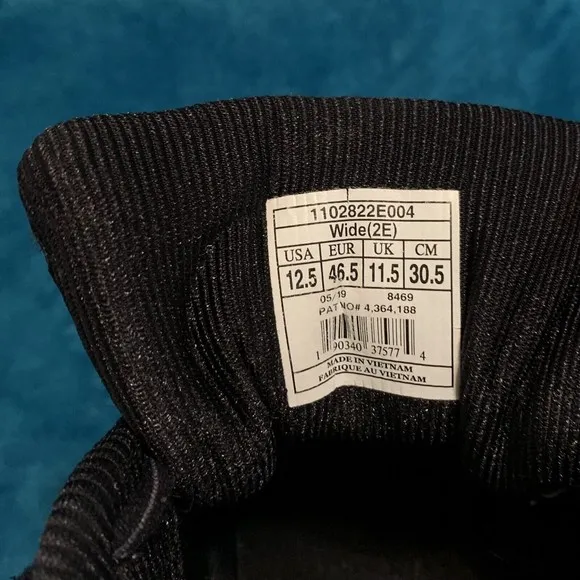 1102822E004
Wide(2E)
USA EUR UK CM
12.5 46.5 11.5 30.5
05/19 8469
PAT NO# 4,364,188
1 90340 37577 4
MADE IN VIETNAM
FABRIQUE AU VIETNAM